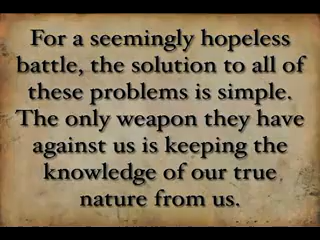 For a seemingly hopeless
battle, the solution to all of
these problems is simple.
The only weapon they have
against us is keeping the
knowledge of our true
nature from us.